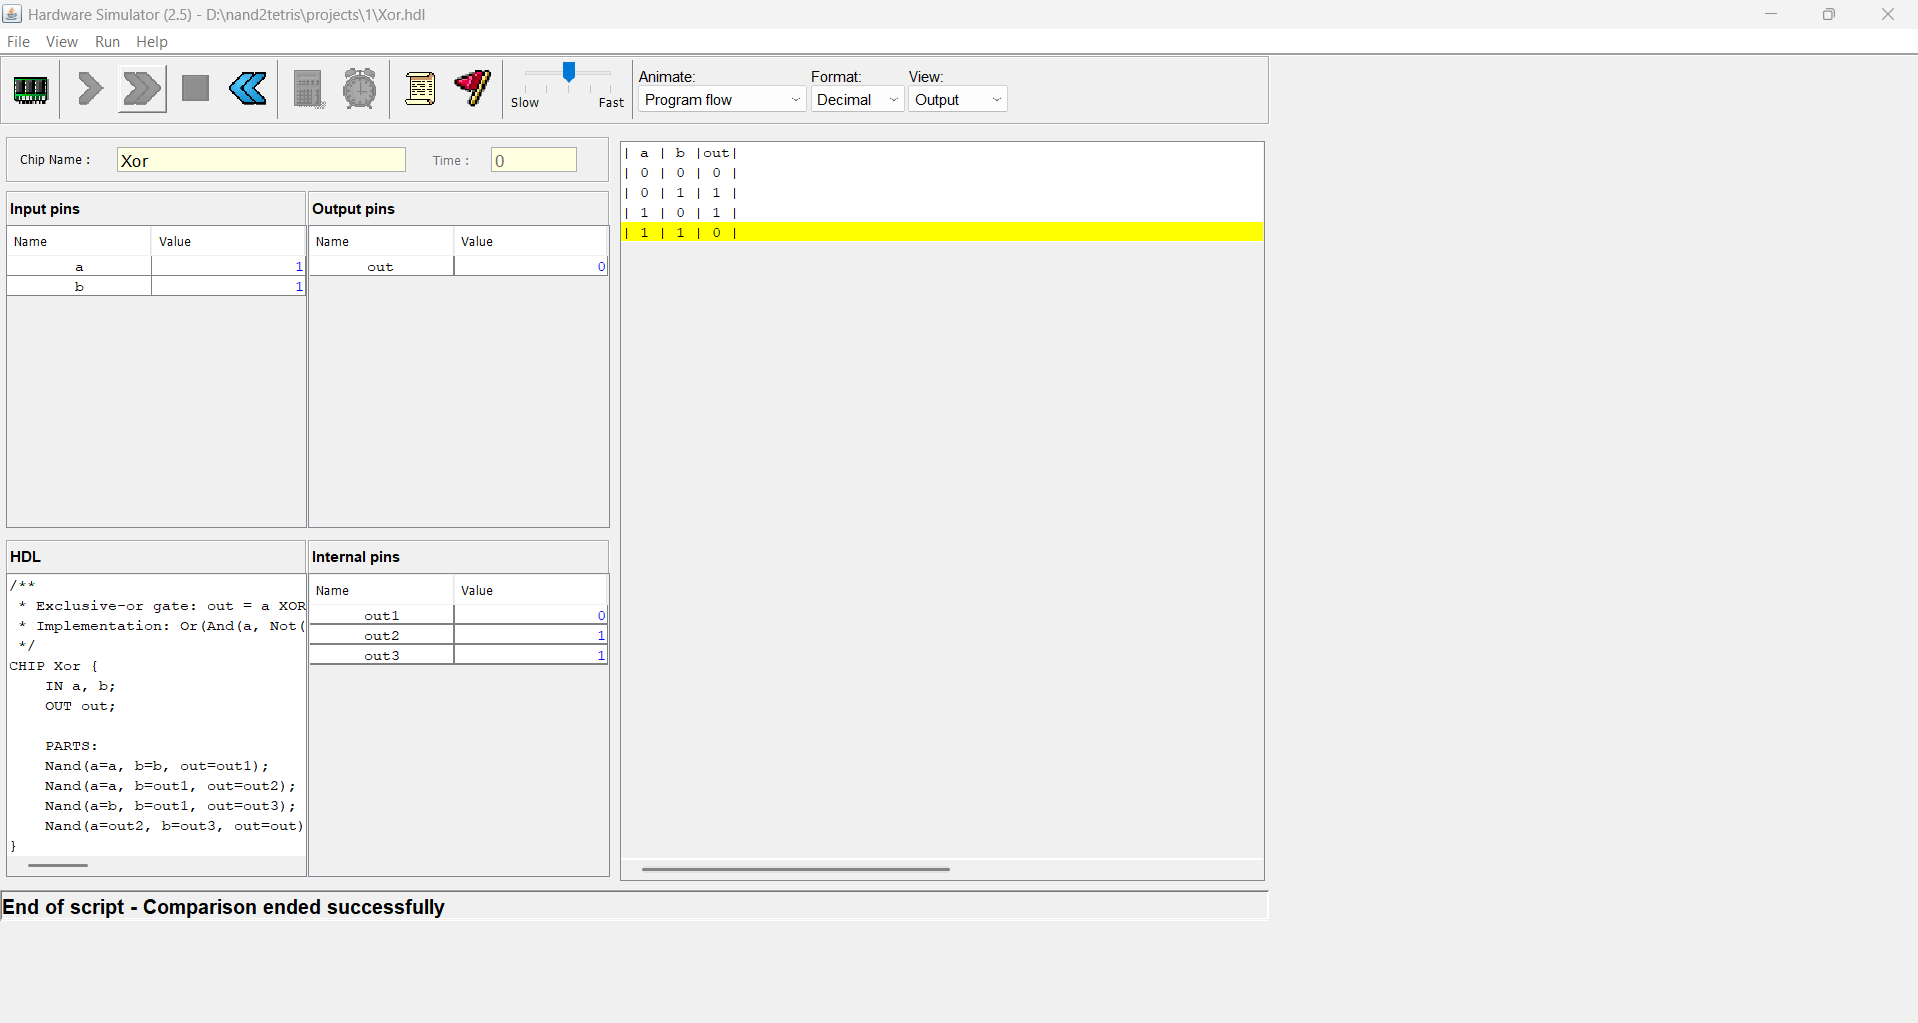 Hardware Simulator (2.5) - D:\nand2tetris\projects\1\Xor.hdl
File View Run Help
Slow Fast
Animate: Format: View:
Program flow Decimal Output
Chip Name : Xor Time : 0
Input pins
Name Value
a 1
b 1
Output pins
Name Value
out 0
HDL
/**
* Exclusive-or gate: out = a XOR
* Implementation: Or(And(a, Not(
*/
CHIP Xor {
IN a, b;
OUT out;
PARTS:
Nand(a=a, b=b, out=out1);
Nand(a=a, b=out1, out=out2);
Nand(a=b, b=out1, out=out3);
Nand(a=out2, b=out3, out=out)
}
Internal pins
Name Value
out1 0
out2 1
out3 1
| a | b |out|
| 0 | 0 | 0 |
| 0 | 1 | 1 |
| 1 | 0 | 1 |
| 1 | 1 | 0 |
End of script - Comparison ended successfully